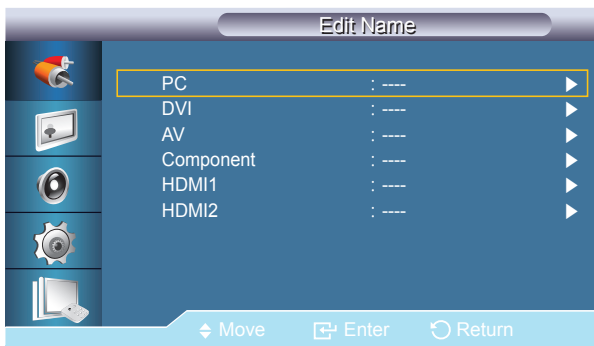 Edit Name
PC : ----
DVI : ----
AV : ----
Component : ----
HDMI1 : ----
HDMI2 : ----
Move Enter Return